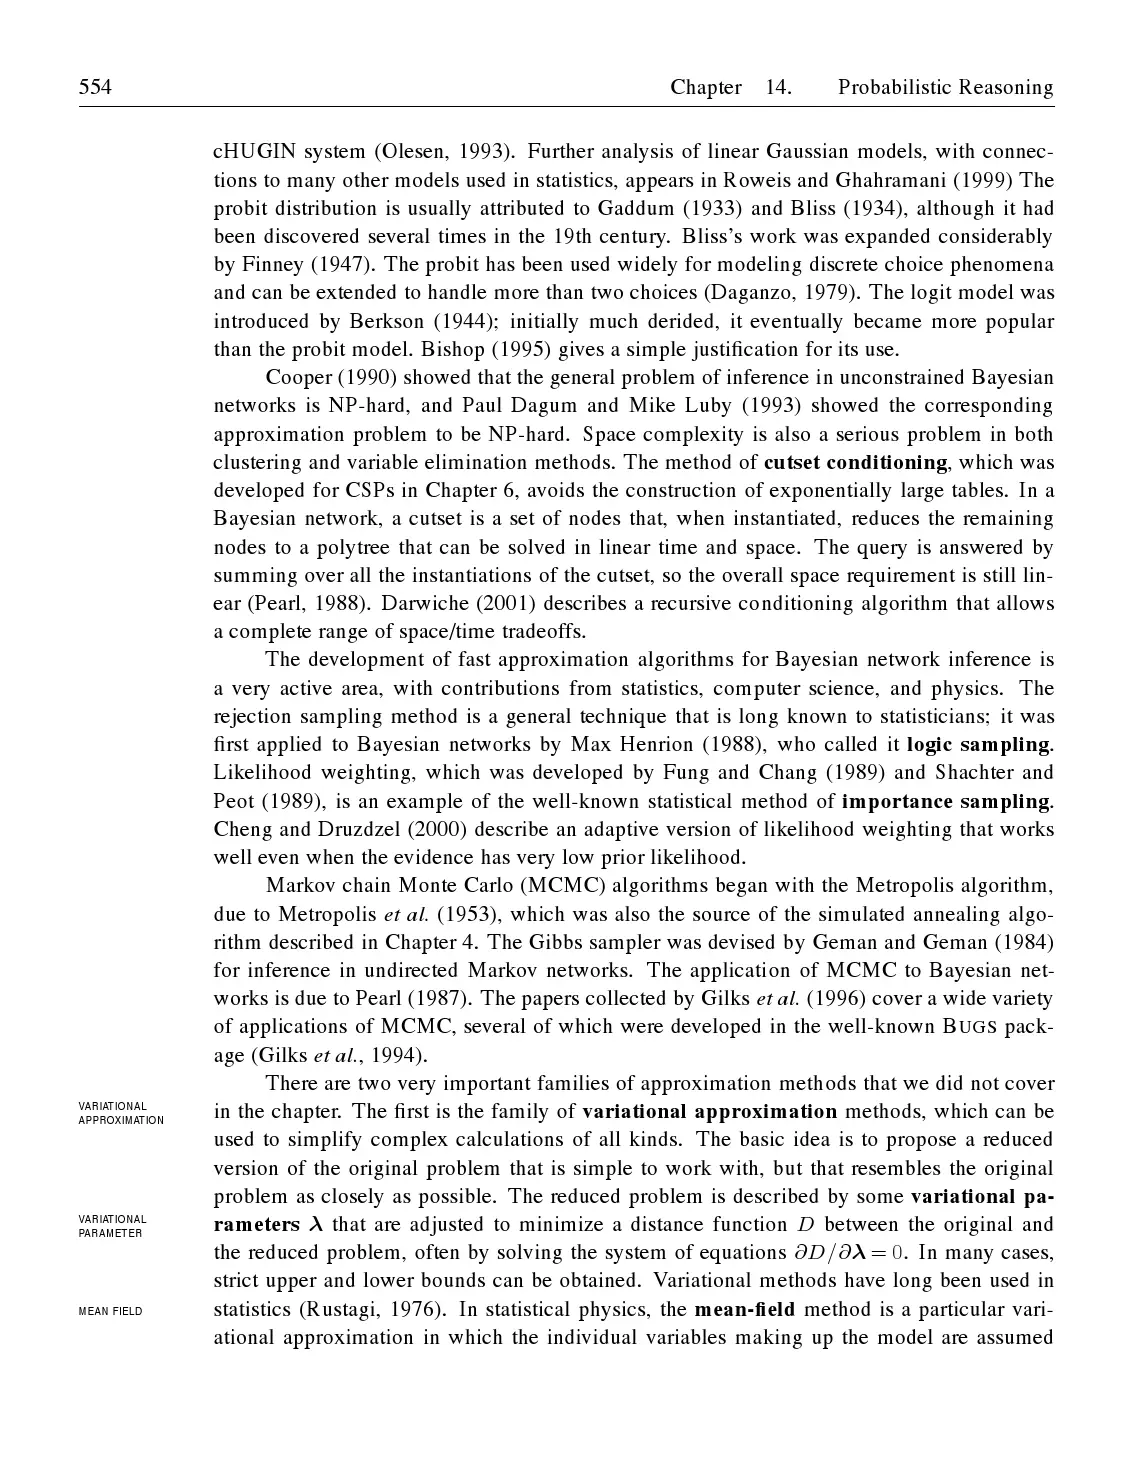 554 Chapter 14. Probabilistic Reasoning
cHUGIN system (Olesen, 1993). Further analysis of linear Gaussian models, with connec-
tions to many other models used in statistics, appears in Roweis and Ghahramani (1999) The
probit distribution is usually attributed to Gaddum (1933) and Bliss (1934), although it had
been discovered several times in the 19th century. Bliss's work was expanded considerably
by Finney (1947). The probit has been used widely for modeling discrete choice phenomena
and can be extended to handle more than two choices (Daganzo, 1979). The logit model was
introduced by Berkson (1944); initially much derided, it eventually became more popular
than the probit model. Bishop (1995) gives a simple justification for its use.
Cooper (1990) showed that the general problem of inference in unconstrained Bayesian
networks is NP-hard, and Paul Dagum and Mike Luby (1993) showed the corresponding
approximation problem to be NP-hard. Space complexity is also a serious problem in both
clustering and variable elimination methods. The method of cutset conditioning, which was
developed for CSPs in Chapter 6, avoids the construction of exponentially large tables. In a
Bayesian network, a cutset is a set of nodes that, when instantiated, reduces the remaining
nodes to a polytree that can be solved in linear time and space. The query is answered by
summing over all the instantiations of the cutset, so the overall space requirement is still lin-
ear (Pearl, 1988). Darwiche (2001) describes a recursive conditioning algorithm that allows
a complete range of space/time tradeoffs.
The development of fast approximation algorithms for Bayesian network inference is
a very active area, with contributions from statistics, computer science, and physics. The
rejection sampling method is a general technique that is long known to statisticians; it was
first applied to Bayesian networks by Max Henrion (1988), who called it logic sampling.
Likelihood weighting, which was developed by Fung and Chang (1989) and Shachter and
Peot (1989), is an example of the well-known statistical method of importance sampling.
Cheng and Druzdzel (2000) describe an adaptive version of likelihood weighting that works
well even when the evidence has very low prior likelihood.
Markov chain Monte Carlo (MCMC) algorithms began with the Metropolis algorithm,
due to Metropolis et al. (1953), which was also the source of the simulated annealing algo-
rithm described in Chapter 4. The Gibbs sampler was devised by Geman and Geman (1984)
for inference in undirected Markov networks. The application of MCMC to Bayesian net-
works is due to Pearl (1987). The papers collected by Gilks et al. (1996) cover a wide variety
of applications of MCMC, several of which were developed in the well-known BUGS pack-
age (Gilks et al., 1994).
There are two very important families of approximation methods that we did not cover
VARIATIONAL
APPROXIMATION
in the chapter. The first is the family of variational approximation methods, which can be
used to simplify complex calculations of all kinds. The basic idea is to propose a reduced
version of the original problem that is simple to work with, but that resembles the original
problem as closely as possible. The reduced problem is described by some variational pa-
VARIATIONAL
PARAMETER
rameters λ that are adjusted to minimize a distance function D between the original and
the reduced problem, often by solving the system of equations ∂D/∂λ = 0. In many cases,
strict upper and lower bounds can be obtained. Variational methods have long been used in
MEAN FIELD
statistics (Rustagi, 1976). In statistical physics, the mean-field method is a particular vari-
ational approximation in which the individual variables making up the model are assumed